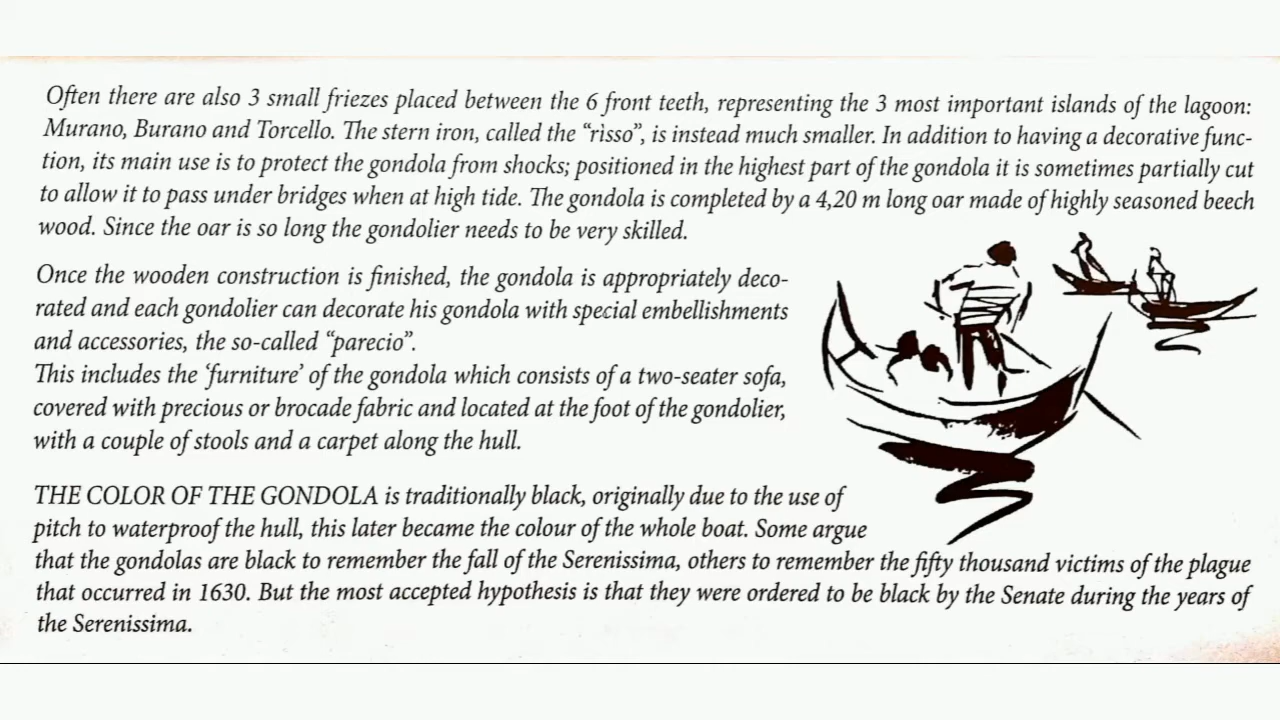 Often there are also 3 small friezes placed between the 6 front teeth, representing the 3 most important islands of the lagoon:
Murano, Burano and Torcello. The stern iron, called the “rìsso”, is instead much smaller. In addition to having a decorative func-
tion, its main use is to protect the gondola from shocks; positioned in the highest part of the gondola it is sometimes partially cut
to allow it to pass under bridges when at high tide. The gondola is completed by a 4,20 m long oar made of highly seasoned beech
wood. Since the oar is so long the gondolier needs to be very skilled.
Once the wooden construction is finished, the gondola is appropriately deco-
rated and each gondolier can decorate his gondola with special embellishments
and accessories, the so-called “parecio”.
This includes the ‘furniture’ of the gondola which consists of a two-seater sofa,
covered with precious or brocade fabric and located at the foot of the gondolier,
with a couple of stools and a carpet along the hull.
THE COLOR OF THE GONDOLA is traditionally black, originally due to the use of
pitch to waterproof the hull, this later became the colour of the whole boat. Some argue
that the gondolas are black to remember the fall of the Serenissima, others to remember the fifty thousand victims of the plague
that occurred in 1630. But the most accepted hypothesis is that they were ordered to be black by the Senate during the years of
the Serenissima.